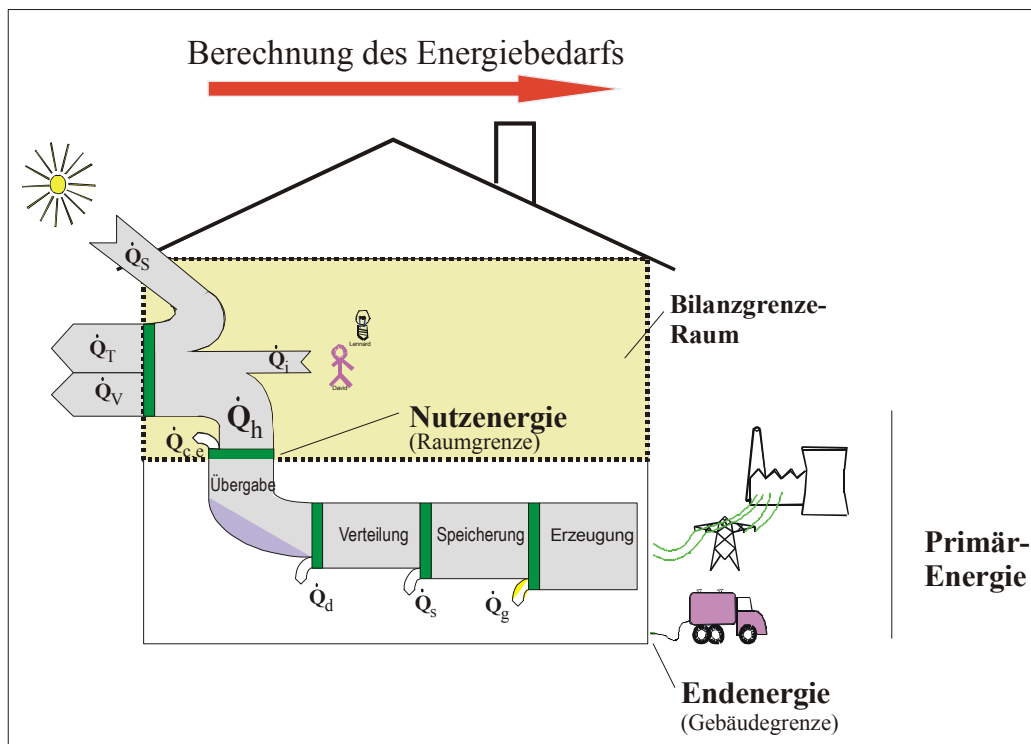 Berechnung des Energiebedarfs
Q̇S
Bilanzgrenze-
Raum
Lennard
Q̇T
Q̇i
David
Q̇V
Q̇h
Nutzenergie
(Raumgrenze)
Q̇c,e
Übergabe
Verteilung
Speicherung
Erzeugung
Primär-
Energie
Q̇d
Q̇s
Q̇g
Endenergie
(Gebäudegrenze)